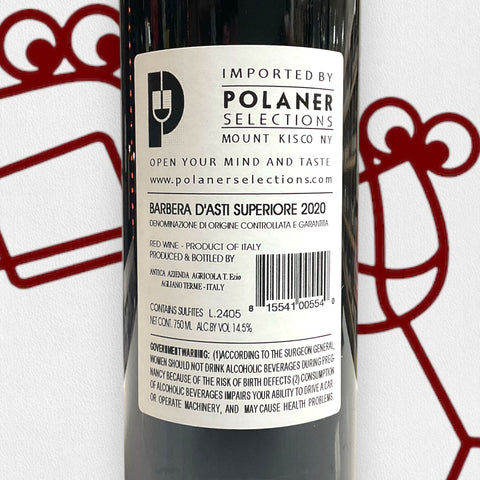 IMPORTED BY
POLANER
SELECTIONS
MOUNT KISCO NY
OPEN YOUR MIND AND TASTE
www.polanerselections.com
BARBERA D'ASTI SUPERIORE 2020
DENOMINAZIONE DI ORIGINE CONTROLLATA E GARANTITA
RED WINE - PRODUCT OF ITALY
PRODUCED & BOTTLED BY
ANTICA AZIENDA AGRICOLA T. Ezio
AGLIANO TERME - ITALY
CONTAINS SULFITES L.2405
NET CONT. 750 ML ALC.BY VOL 14.5%
8 15541 00554 0
GOVERNMENT WARNING: (1)ACCORDING TO THE SURGEON GENERAL,
WOMEN SHOULD NOT DRINK ALCOHOLIC BEVERAGES DURING PREG-
NANCY BECAUSE OF THE RISK OF BIRTH DEFECTS.(2) CONSUMPTION
OF ALCOHOLIC BEVERAGES IMPAIRS YOUR ABILITY TO DRIVE A CAR
OR OPERATE MACHINERY, AND MAY CAUSE HEALTH PROBLEMS.